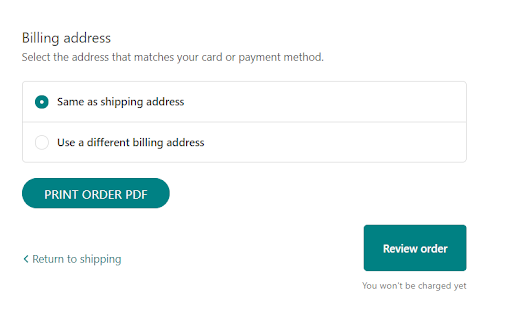 Billing address
Select the address that matches your card or payment method.
Same as shipping address
Use a different billing address
PRINT ORDER PDF
Return to shipping
Review order
You won't be charged yet